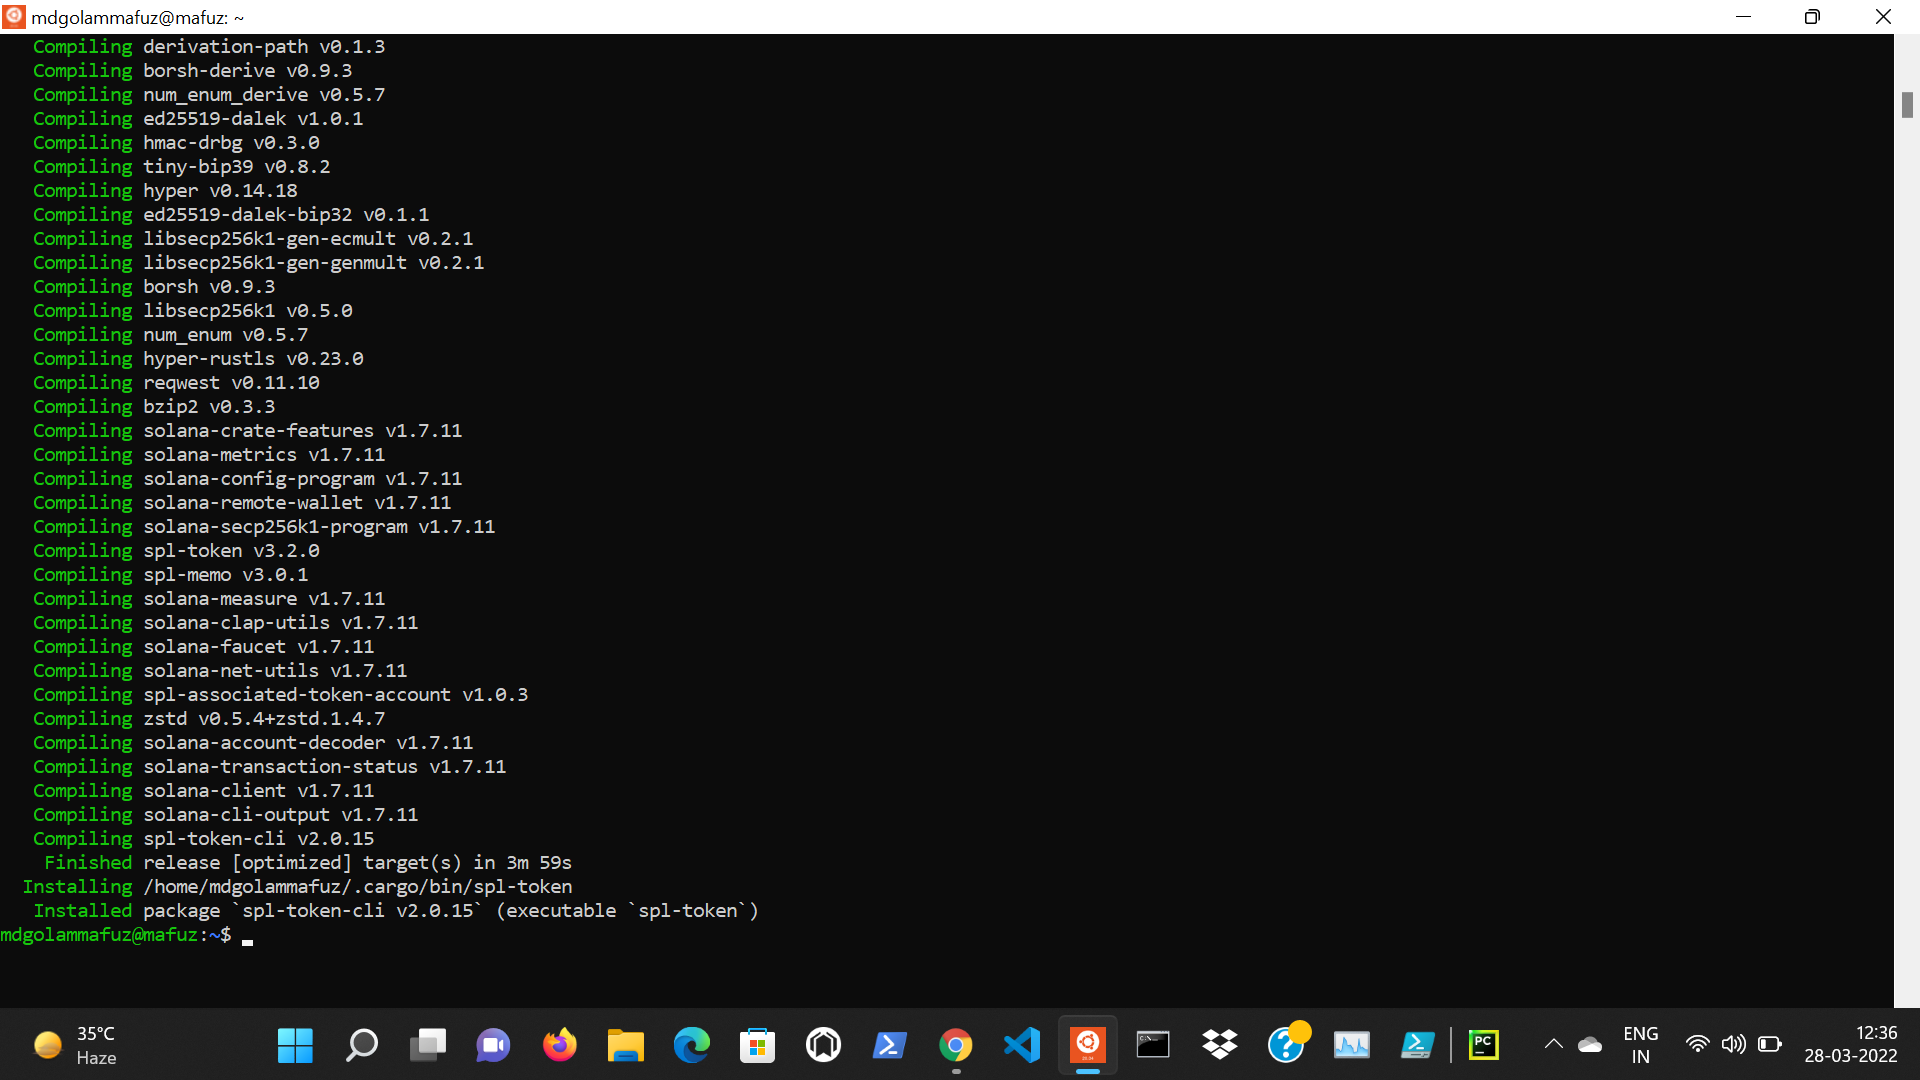 mdgolammafuz@mafuz: ~
Compiling derivation-path v0.1.3
Compiling borsh-derive v0.9.3
Compiling num_enum_derive v0.5.7
Compiling ed25519-dalek v1.0.1
Compiling hmac-drbg v0.3.0
Compiling tiny-bip39 v0.8.2
Compiling hyper v0.14.18
Compiling ed25519-dalek-bip32 v0.1.1
Compiling libsecp256k1-gen-ecmult v0.2.1
Compiling libsecp256k1-gen-genmult v0.2.1
Compiling borsh v0.9.3
Compiling libsecp256k1 v0.5.0
Compiling num_enum v0.5.7
Compiling hyper-rustls v0.23.0
Compiling reqwest v0.11.10
Compiling bzip2 v0.3.3
Compiling solana-crate-features v1.7.11
Compiling solana-metrics v1.7.11
Compiling solana-config-program v1.7.11
Compiling solana-remote-wallet v1.7.11
Compiling solana-secp256k1-program v1.7.11
Compiling spl-token v3.2.0
Compiling spl-memo v3.0.1
Compiling solana-measure v1.7.11
Compiling solana-clap-utils v1.7.11
Compiling solana-faucet v1.7.11
Compiling solana-net-utils v1.7.11
Compiling spl-associated-token-account v1.0.3
Compiling zstd v0.5.4+zstd.1.4.7
Compiling solana-account-decoder v1.7.11
Compiling solana-transaction-status v1.7.11
Compiling solana-client v1.7.11
Compiling solana-cli-output v1.7.11
Compiling spl-token-cli v2.0.15
Finished release [optimized] target(s) in 3m 59s
Installing /home/mdgolammafuz/.cargo/bin/spl-token
Installed package `spl-token-cli v2.0.15` (executable `spl-token`)
mdgolammafuz@mafuz:~$
35°C
Haze
PC
ENG
IN
12:36
28-03-2022